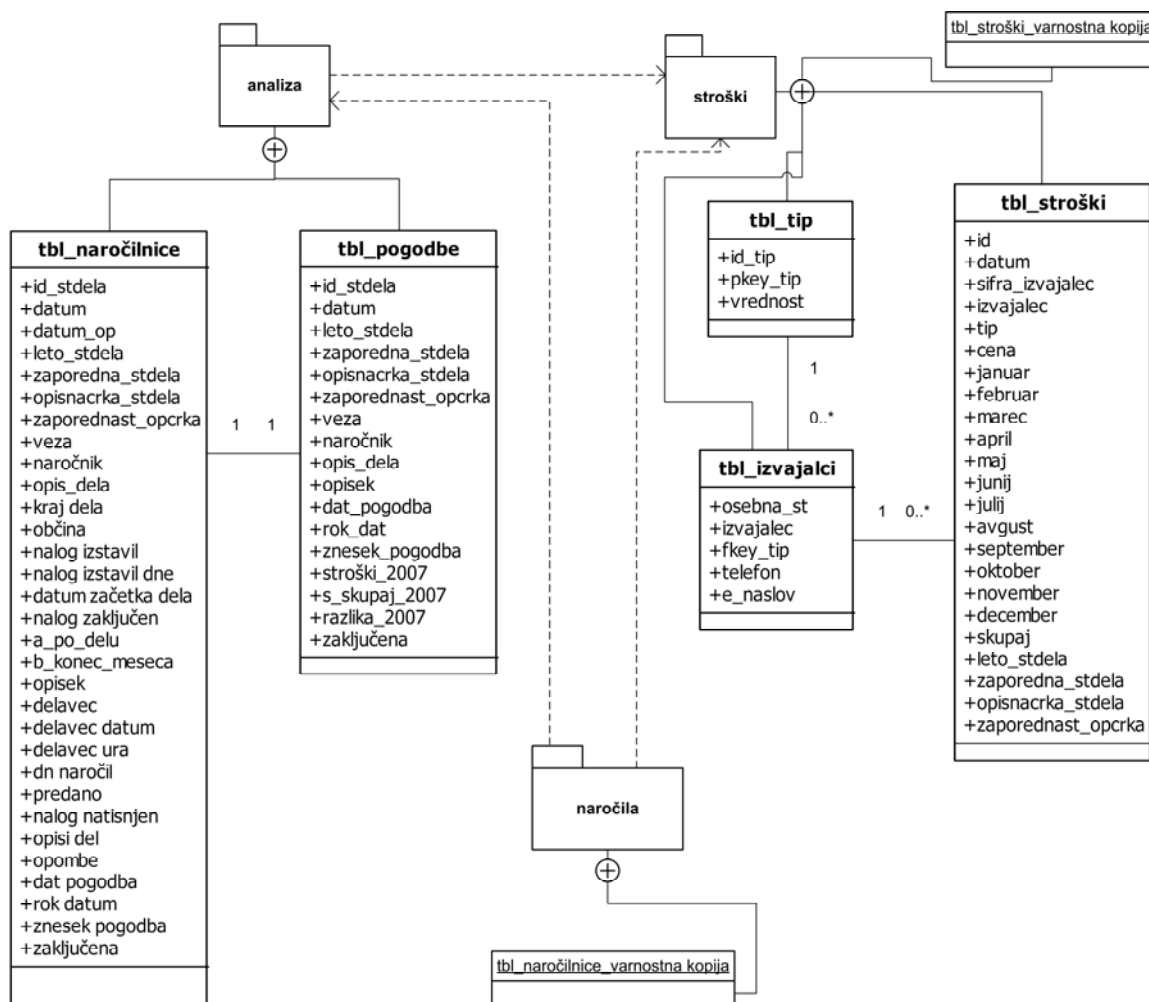 tbl_stroški_varnostna kopija
analiza
stroški
tbl_naročilnice
+id_stdela
+datum
+datum_op
+leto_stdela
+zaporedna_stdela
+opisnacrka_stdela
+zaporednast_opcrka
+veza
+naročnik
+opis_dela
+kraj dela
+občina
+nalog izstavil
+nalog izstavil dne
+datum začetka dela
+nalog zaključen
+a_po_delu
+b_konec_meseca
+opisek
+delavec
+delavec datum
+delavec ura
+dn naročil
+predano
+nalog natisnjen
+opisi del
+opombe
+dat pogodba
+rok datum
+znesek pogodba
+zaključena
1 1
tbl_pogodbe
+id_stdela
+datum
+leto_stdela
+zaporedna_stdela
+opisnacrka_stdela
+zaporednast_opcrka
+veza
+naročnik
+opis_dela
+opisek
+dat_pogodba
+rok_dat
+znesek_pogodba
+stroški_2007
+s_skupaj_2007
+razlika_2007
+zaključena
tbl_tip
+id_tip
+pkey_tip
+vrednost
1
0..*
tbl_izvajalci
+osebna_st
+izvajalec
+fkey_tip
+telefon
+e_naslov
1 0..*
tbl_stroški
+id
+datum
+sifra_izvajalec
+izvajalec
+tip
+cena
+januar
+februar
+marec
+april
+maj
+junij
+julij
+avgust
+september
+oktober
+november
+december
+skupaj
+leto_stdela
+zaporedna_stdela
+opisnacrka_stdela
+zaporednast_opcrka
naročila
tbl_naročilnice_varnostna kopija